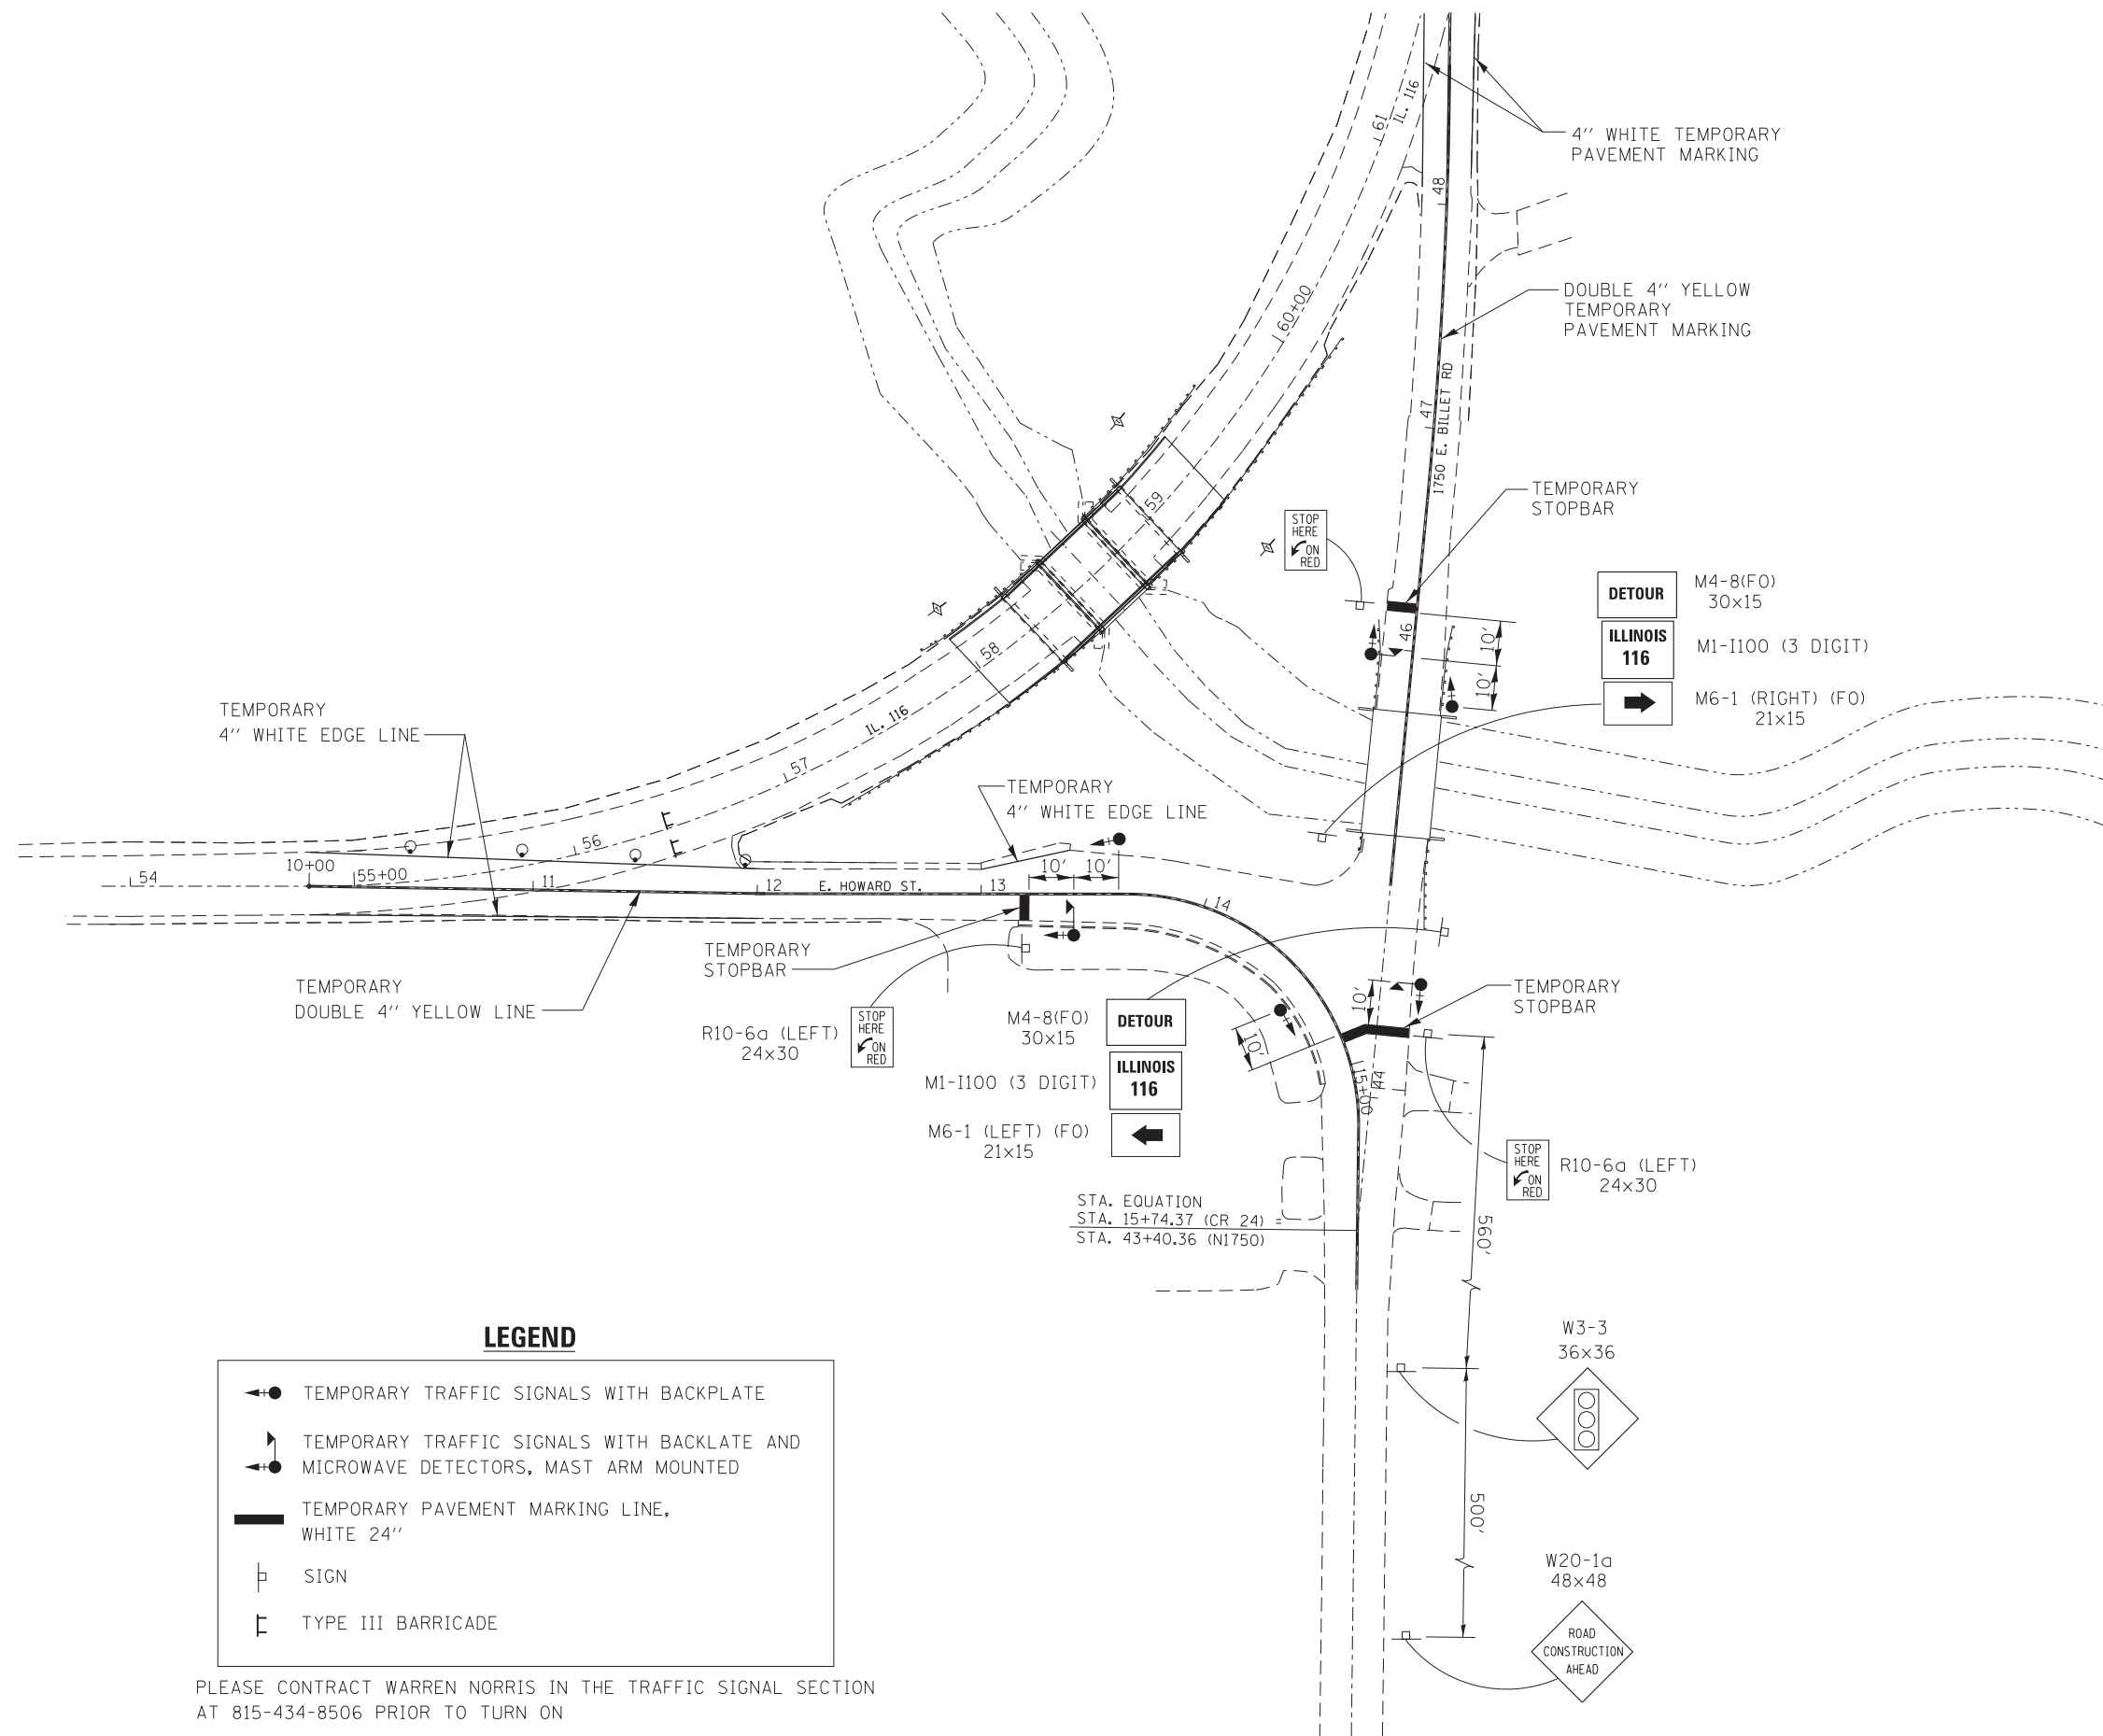 61
IL. 116
4'' WHITE TEMPORARY
PAVEMENT MARKING
48
60+00
DOUBLE 4'' YELLOW
TEMPORARY
PAVEMENT MARKING
1750 E. BILLET RD
47
59
TEMPORARY
STOPBAR
STOP
HERE
ON
RED
DETOUR
M4-8(FO)
30x15
ILLINOIS
116
M1-I100 (3 DIGIT)
M6-1 (RIGHT) (FO)
21x15
46
10'
10'
58
IL. 116
57
TEMPORARY
4'' WHITE EDGE LINE
TEMPORARY
4'' WHITE EDGE LINE
56
10+00
54
55+00
11
12
E. HOWARD ST.
13
10'
10'
14
TEMPORARY
STOPBAR
TEMPORARY
DOUBLE 4'' YELLOW LINE
R10-6a (LEFT)
24x30
STOP
HERE
ON
RED
M4-8(FO)
30x15
DETOUR
M1-I100 (3 DIGIT)
ILLINOIS
116
M6-1 (LEFT) (FO)
21x15
10'
10'
TEMPORARY
STOPBAR
15+00
44
STOP
HERE
ON
RED
R10-6a (LEFT)
24x30
STA. EQUATION
STA. 15+74.37 (CR 24) =
STA. 43+40.36 (N1750)
560'
W3-3
36x36
500'
W20-1a
48x48
ROAD
CONSTRUCTION
AHEAD
LEGEND
TEMPORARY TRAFFIC SIGNALS WITH BACKPLATE
TEMPORARY TRAFFIC SIGNALS WITH BACKLATE AND
MICROWAVE DETECTORS, MAST ARM MOUNTED
TEMPORARY PAVEMENT MARKING LINE,
WHITE 24''
SIGN
TYPE III BARRICADE
PLEASE CONTRACT WARREN NORRIS IN THE TRAFFIC SIGNAL SECTION
AT 815-434-8506 PRIOR TO TURN ON